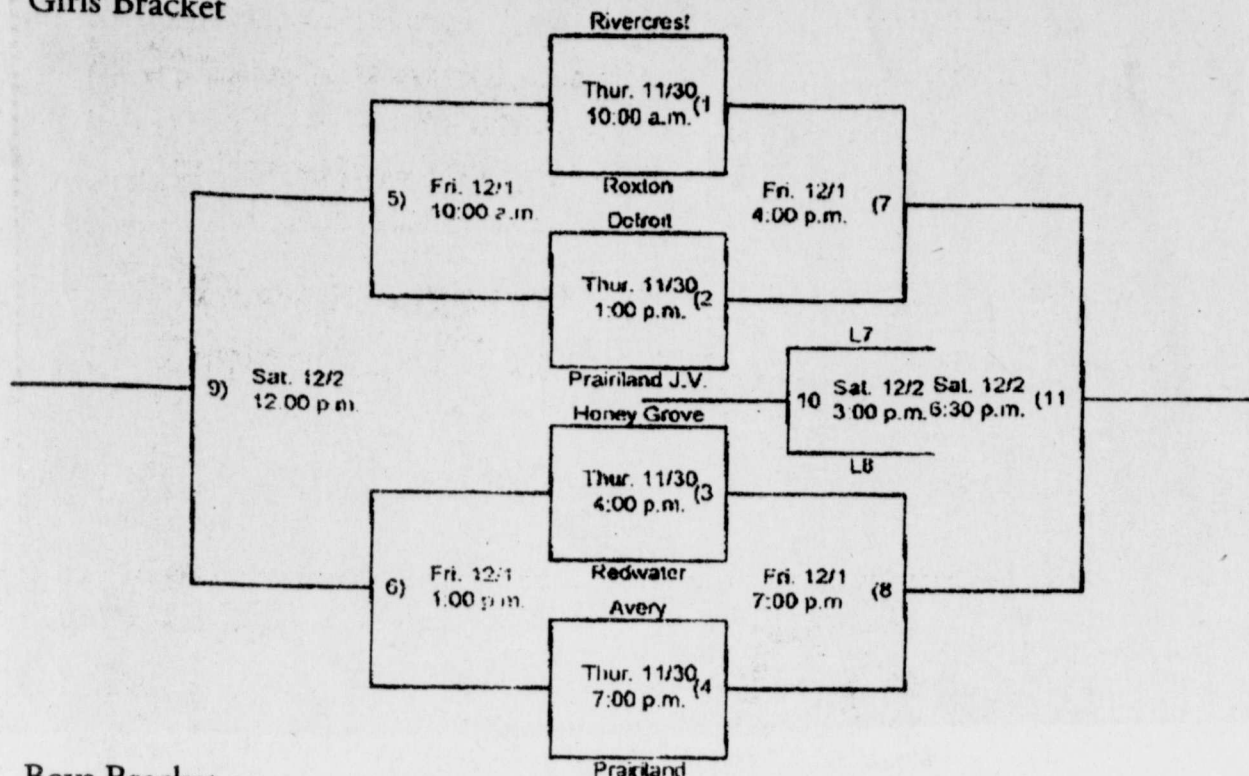 Girls Bracket
Rivercrest
Thur. 11/30
10:00 a.m. (1
Roxton
5) Fri. 12/1
10:00 a.m.
Fri. 12/1
4:00 p.m. (7
Detroit
Thur. 11/30
1:00 p.m. (2
Prairiland J.V.
9) Sat. 12/2
12:00 p.m.
L7
10 Sat. 12/2
3:00 p.m.
Sat. 12/2
6:30 p.m. (11
L8
Honey Grove
Thur. 11/30
4:00 p.m. (3
Redwater
6) Fri. 12/1
1:00 p.m.
Fri. 12/1
7:00 p.m (8
Avery
Thur. 11/30
7:00 p.m. (4
Prairiland
Boys Bracket